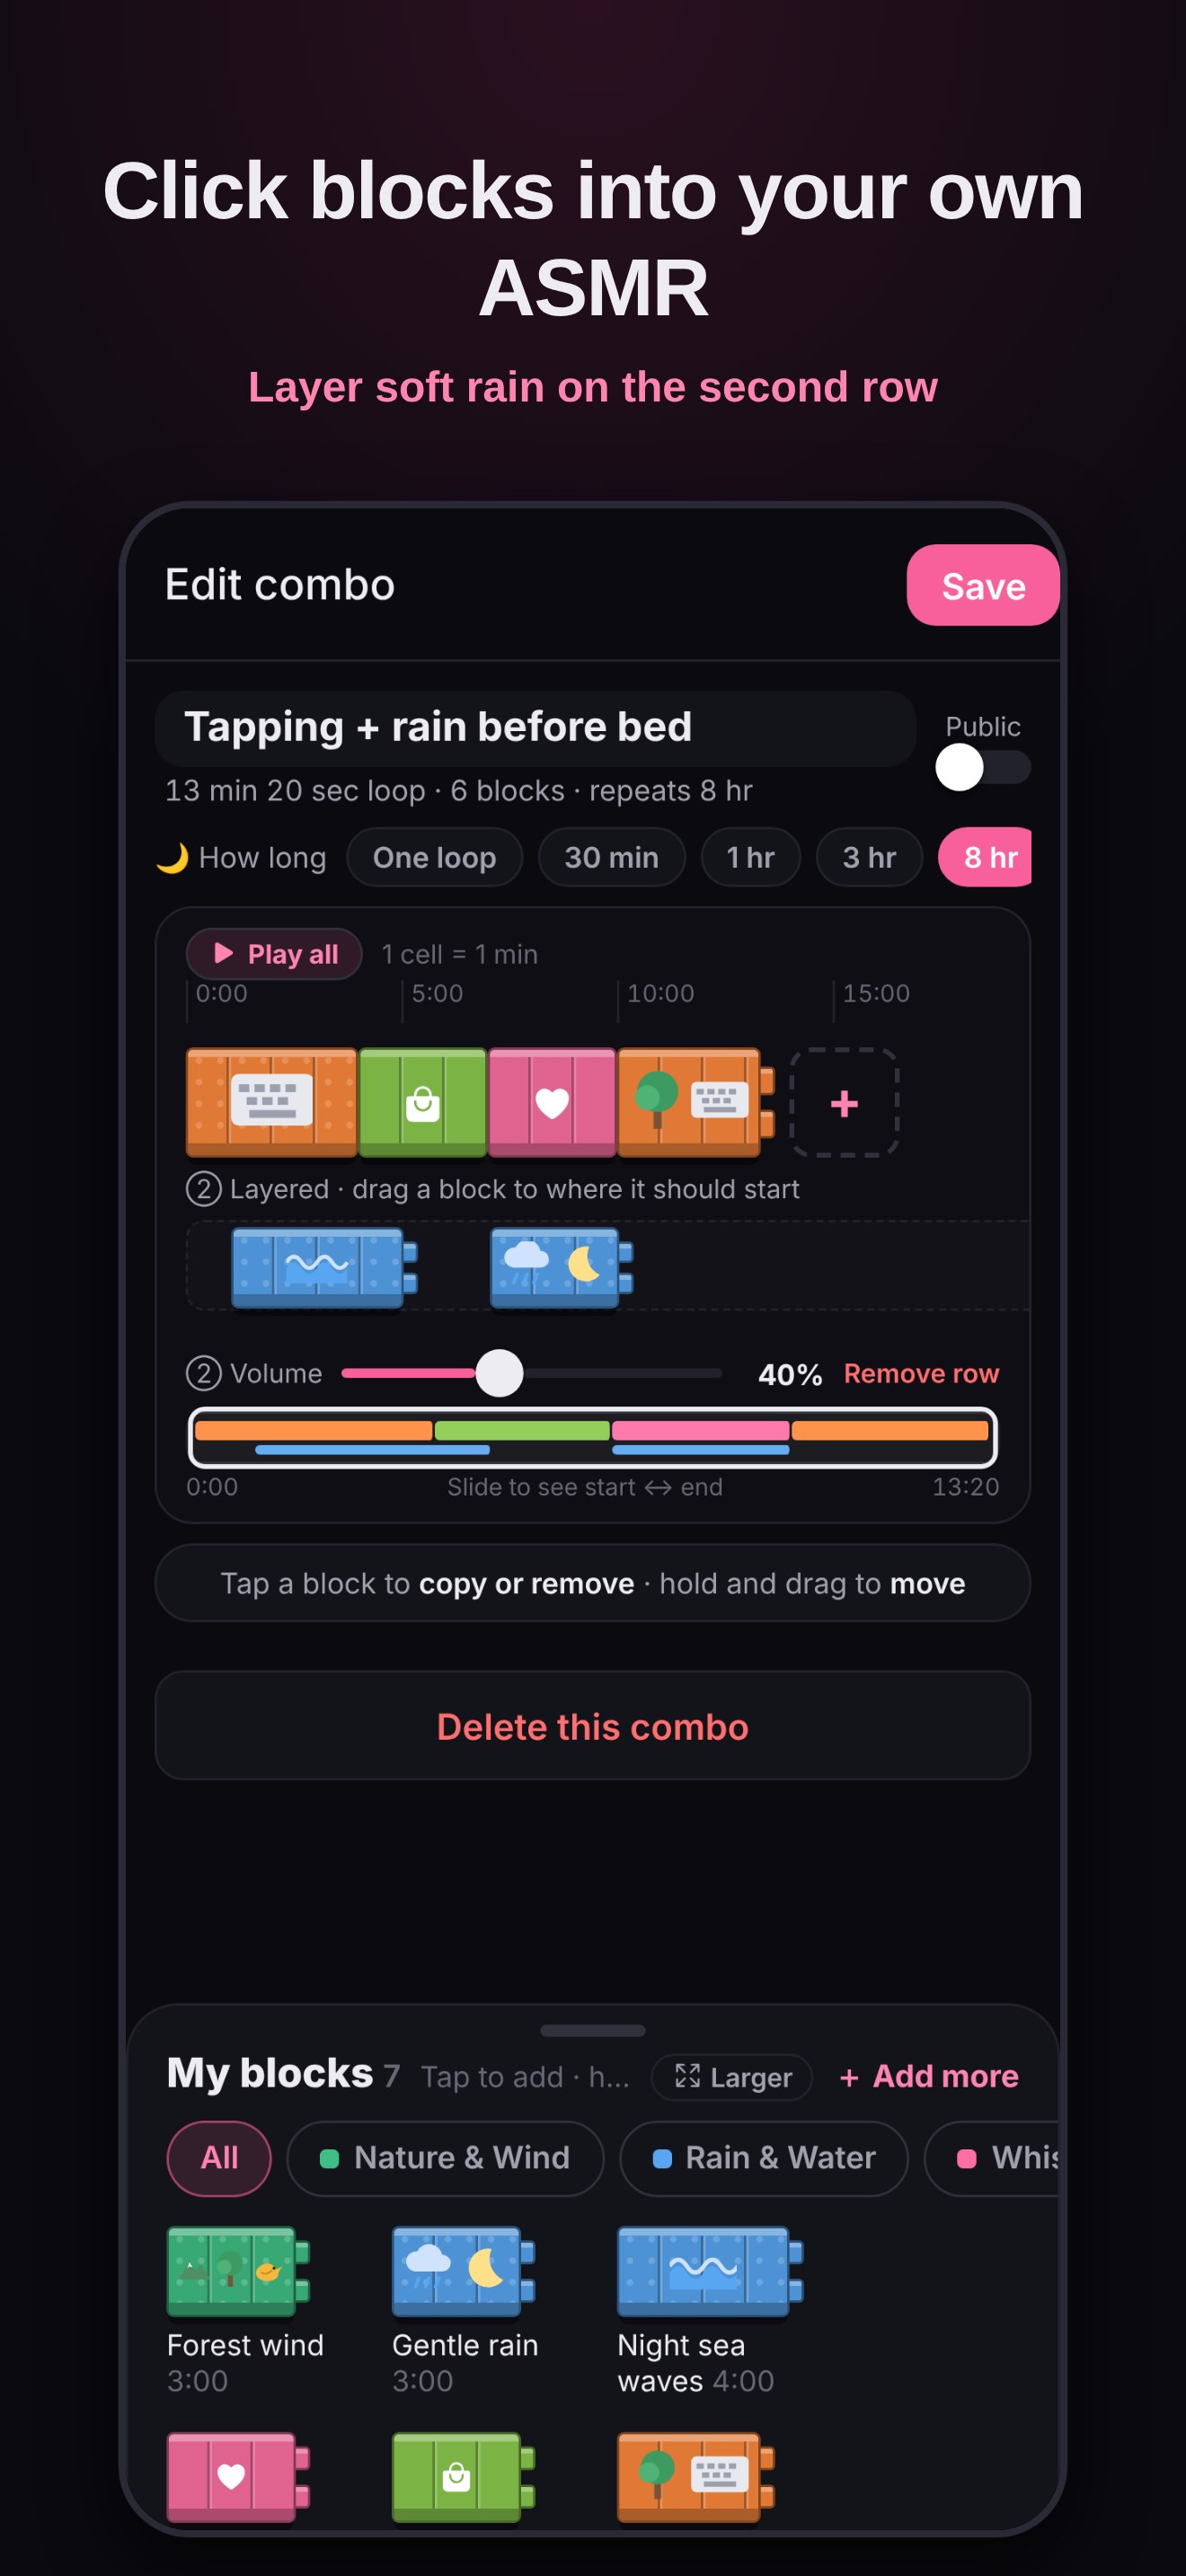 Click blocks into your own
ASMR
Layer soft rain on the second row
Edit combo
Save
Tapping + rain before bed
Public
13 min 20 sec loop · 6 blocks · repeats 8 hr
🌙 How long
One loop
30 min
1 hr
3 hr
8 hr
Play all
1 cell = 1 min
0:00
5:00
10:00
15:00
+
② Layered · drag a block to where it should start
② Volume
40%
Remove row
0:00
Slide to see start ↔ end
13:20
Tap a block to copy or remove · hold and drag to move
Delete this combo
My blocks 7
Tap to add · h...
Larger
+ Add more
All
Nature & Wind
Rain & Water
Whis
Forest wind
3:00
Gentle rain
3:00
Night sea
waves 4:00